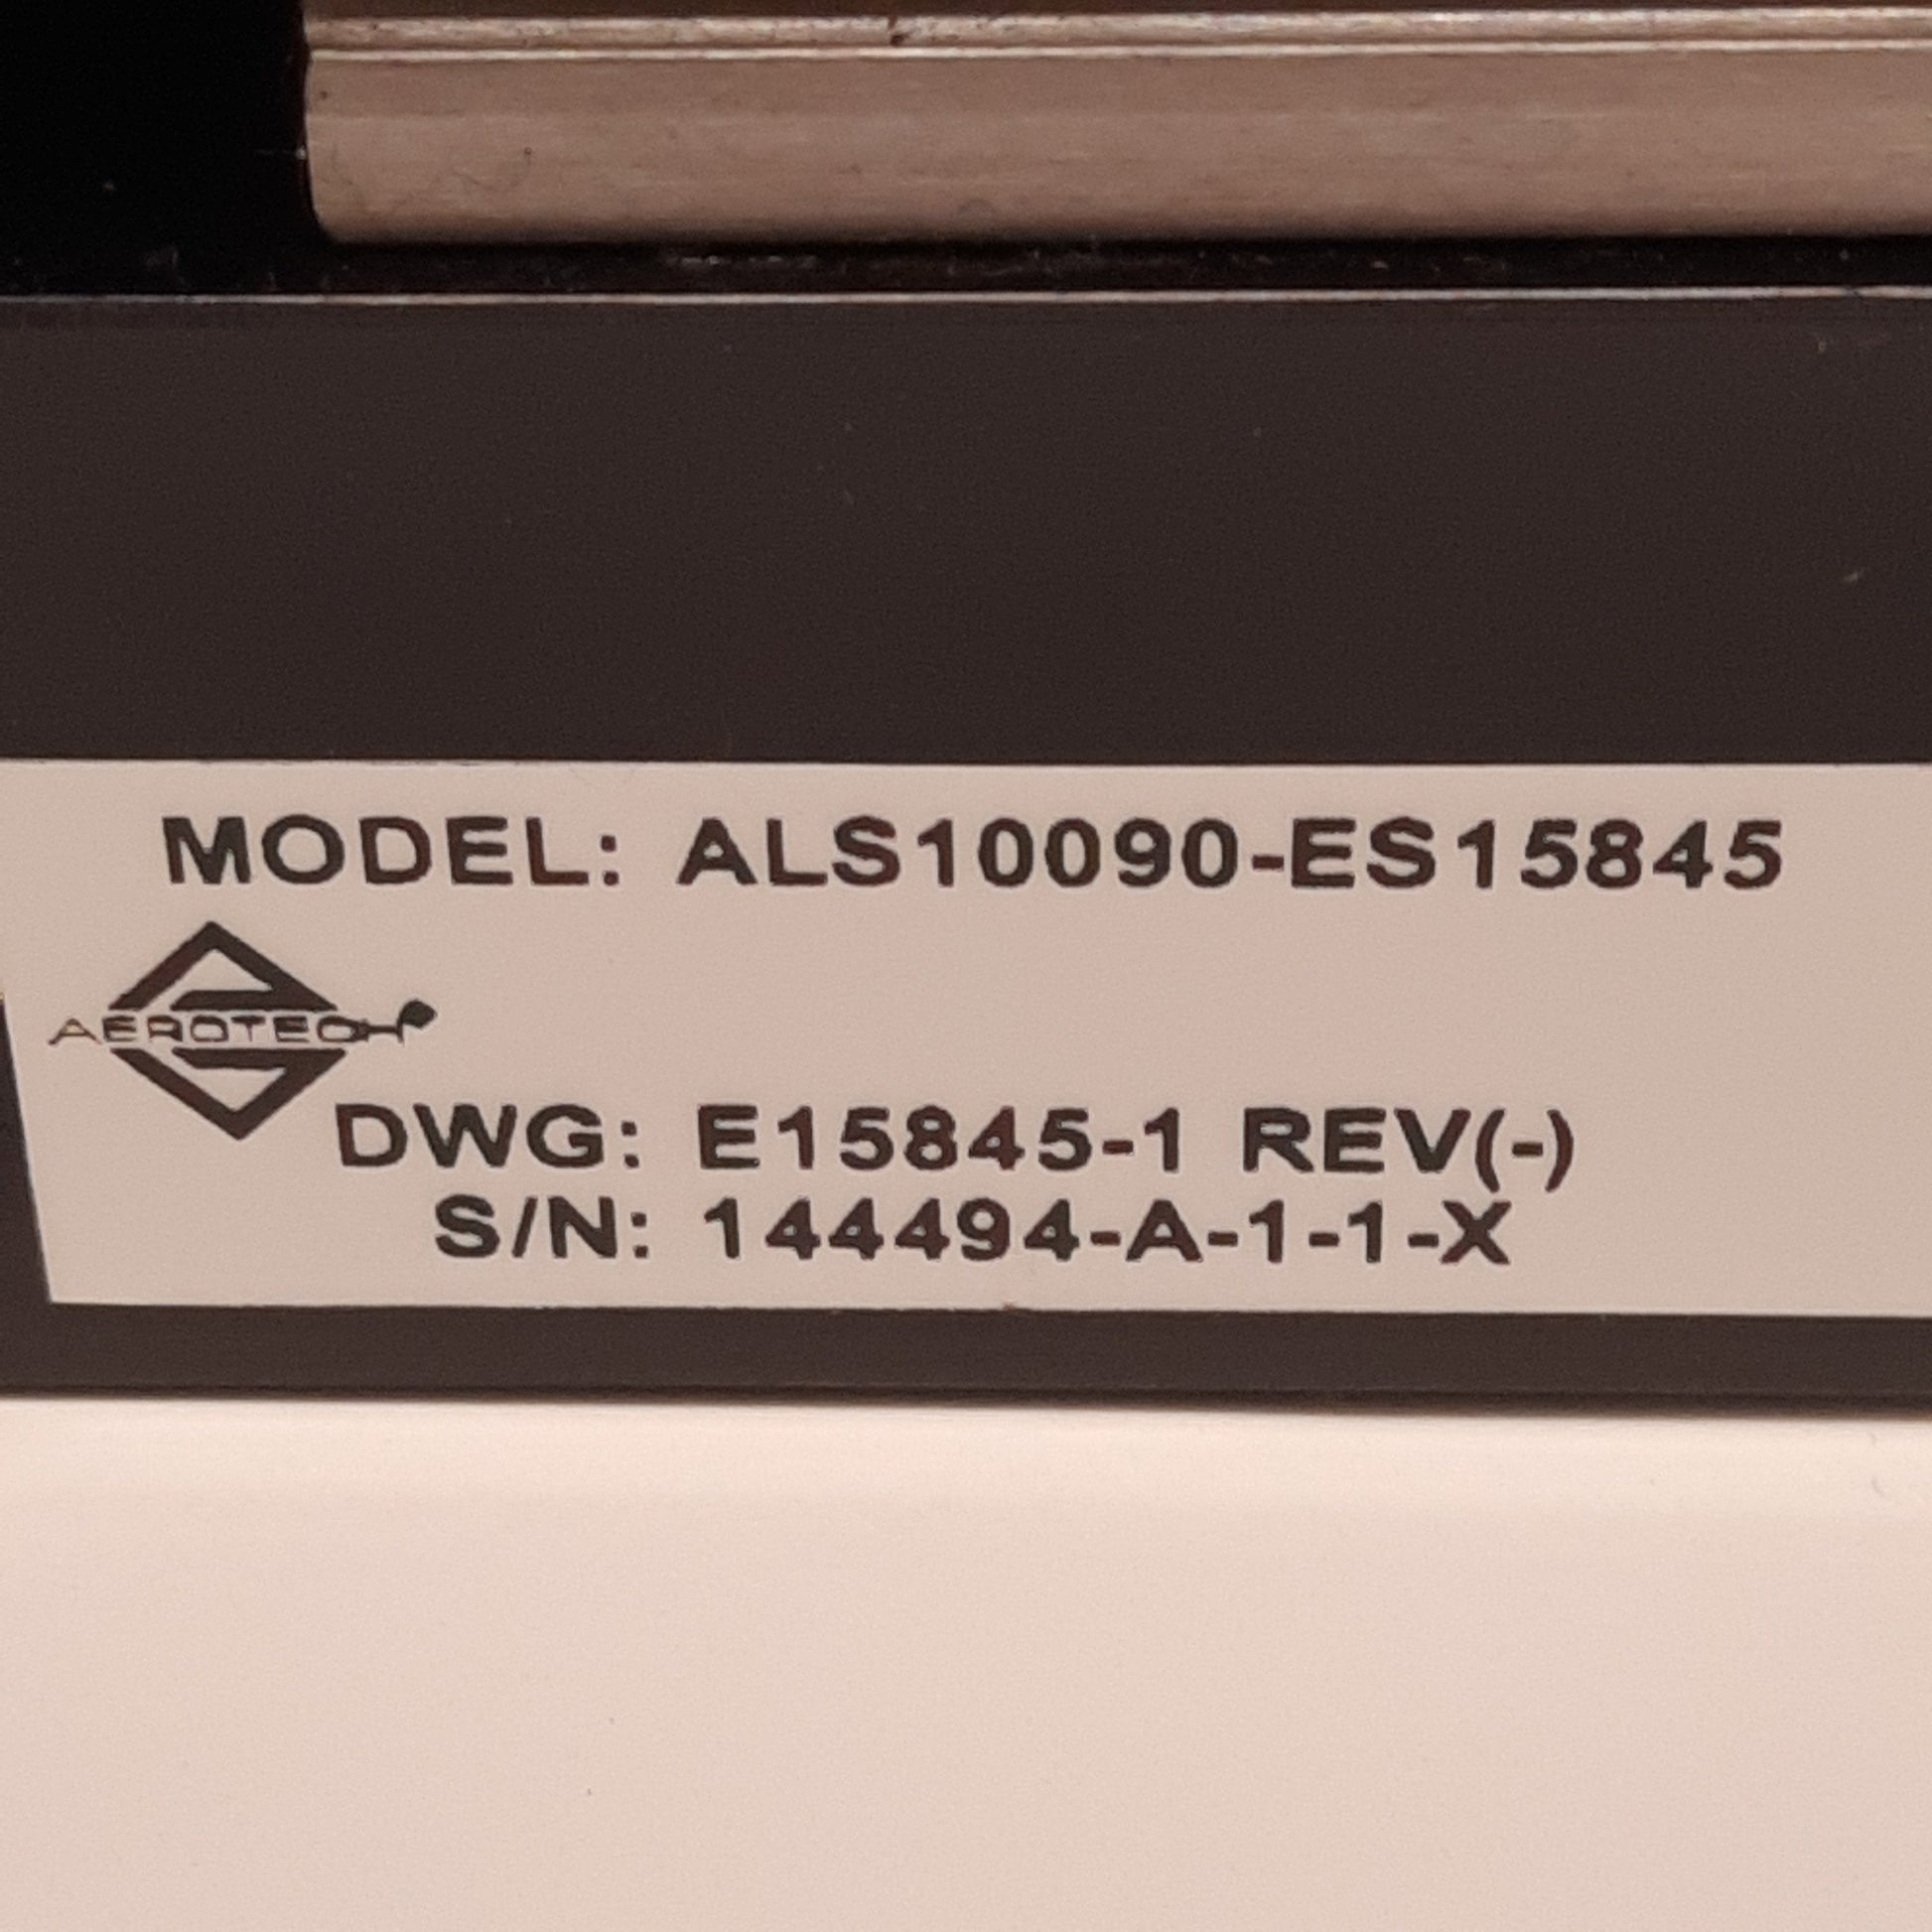 MODEL: ALS10090-ES15845
AEROTECH
DWG: E15845-1 REV(-)
S/N: 144494-A-1-1-X